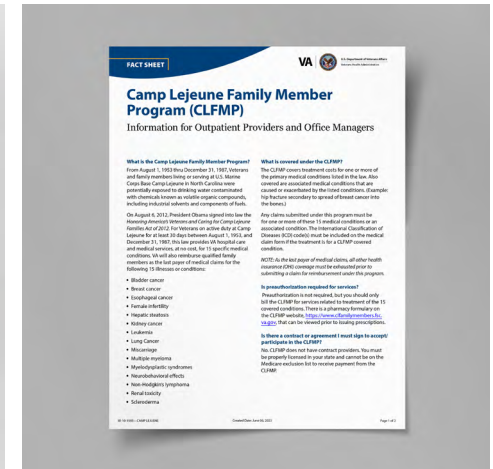 FACT SHEET
VA
U.S. Department of Veterans Affairs
Veterans Health Administration
Camp Lejeune Family Member
Program (CLFMP)
Information for Outpatient Providers and Office Managers
What is the Camp Lejeune Family Member Program?
From August 1, 1953 thru December 31, 1987, Veterans
and family members living or serving at U.S. Marine
Corps Base Camp Lejeune in North Carolina were
potentially exposed to drinking water contaminated
with chemicals known as volatile organic compounds,
including industrial solvents and components of fuels.
On August 6, 2012, President Obama signed into law the
Honoring America's Veterans and Caring for Camp Lejeune
Families Act of 2012. For Veterans on active duty at Camp
Lejeune for at least 30 days between August 1, 1953, and
December 31, 1987, this law provides VA hospital care
and medical services, at no cost, for 15 specific medical
conditions. VA will also reimburse qualified family
members as the last payer of medical claims for the
following 15 illnesses or conditions:
• Bladder cancer
• Breast cancer
• Esophageal cancer
• Female infertility
• Hepatic steatosis
• Kidney cancer
• Leukemia
• Lung Cancer
• Miscarriage
• Multiple myeloma
• Myelodysplastic syndromes
• Neurobehavioral effects
• Non-Hodgkin's lymphoma
• Renal toxicity
• Scleroderma
What is covered under the CLFMP?
The CLFMP covers treatment costs for one or more of
the primary medical conditions listed in the law. Also
covered are associated medical conditions that are
caused or exacerbated by the listed conditions. (Example:
hip fracture secondary to spread of breast cancer into
the bones.)
Any claims submitted under this program must be
for one or more of these 15 medical conditions or an
associated condition. The International Classification of
Diseases (ICD) code(s) must be included on the medical
claim form if the treatment is for a CLFMP covered
condition.
NOTE: As the last payer of medical claims, all other health
insurance (OHI) coverage must be exhausted prior to
submitting a claim for reimbursement under this program.
Is preauthorization required for services?
Preauthorization is not required, but you should only
bill the CLFMP for services related to treatment of the 15
covered conditions. There is a pharmacy formulary on
the CLFMP website, https://www.clfamilymembers.fsc.
va.gov, that can be viewed prior to issuing prescriptions.
Is there a contract or agreement I must sign to accept/
participate in the CLFMP?
No. CLFMP does not have contract providers. You must
be properly licensed in your state and cannot be on the
Medicare exclusion list to receive payment from the
CLFMP.
Page 1 of 3